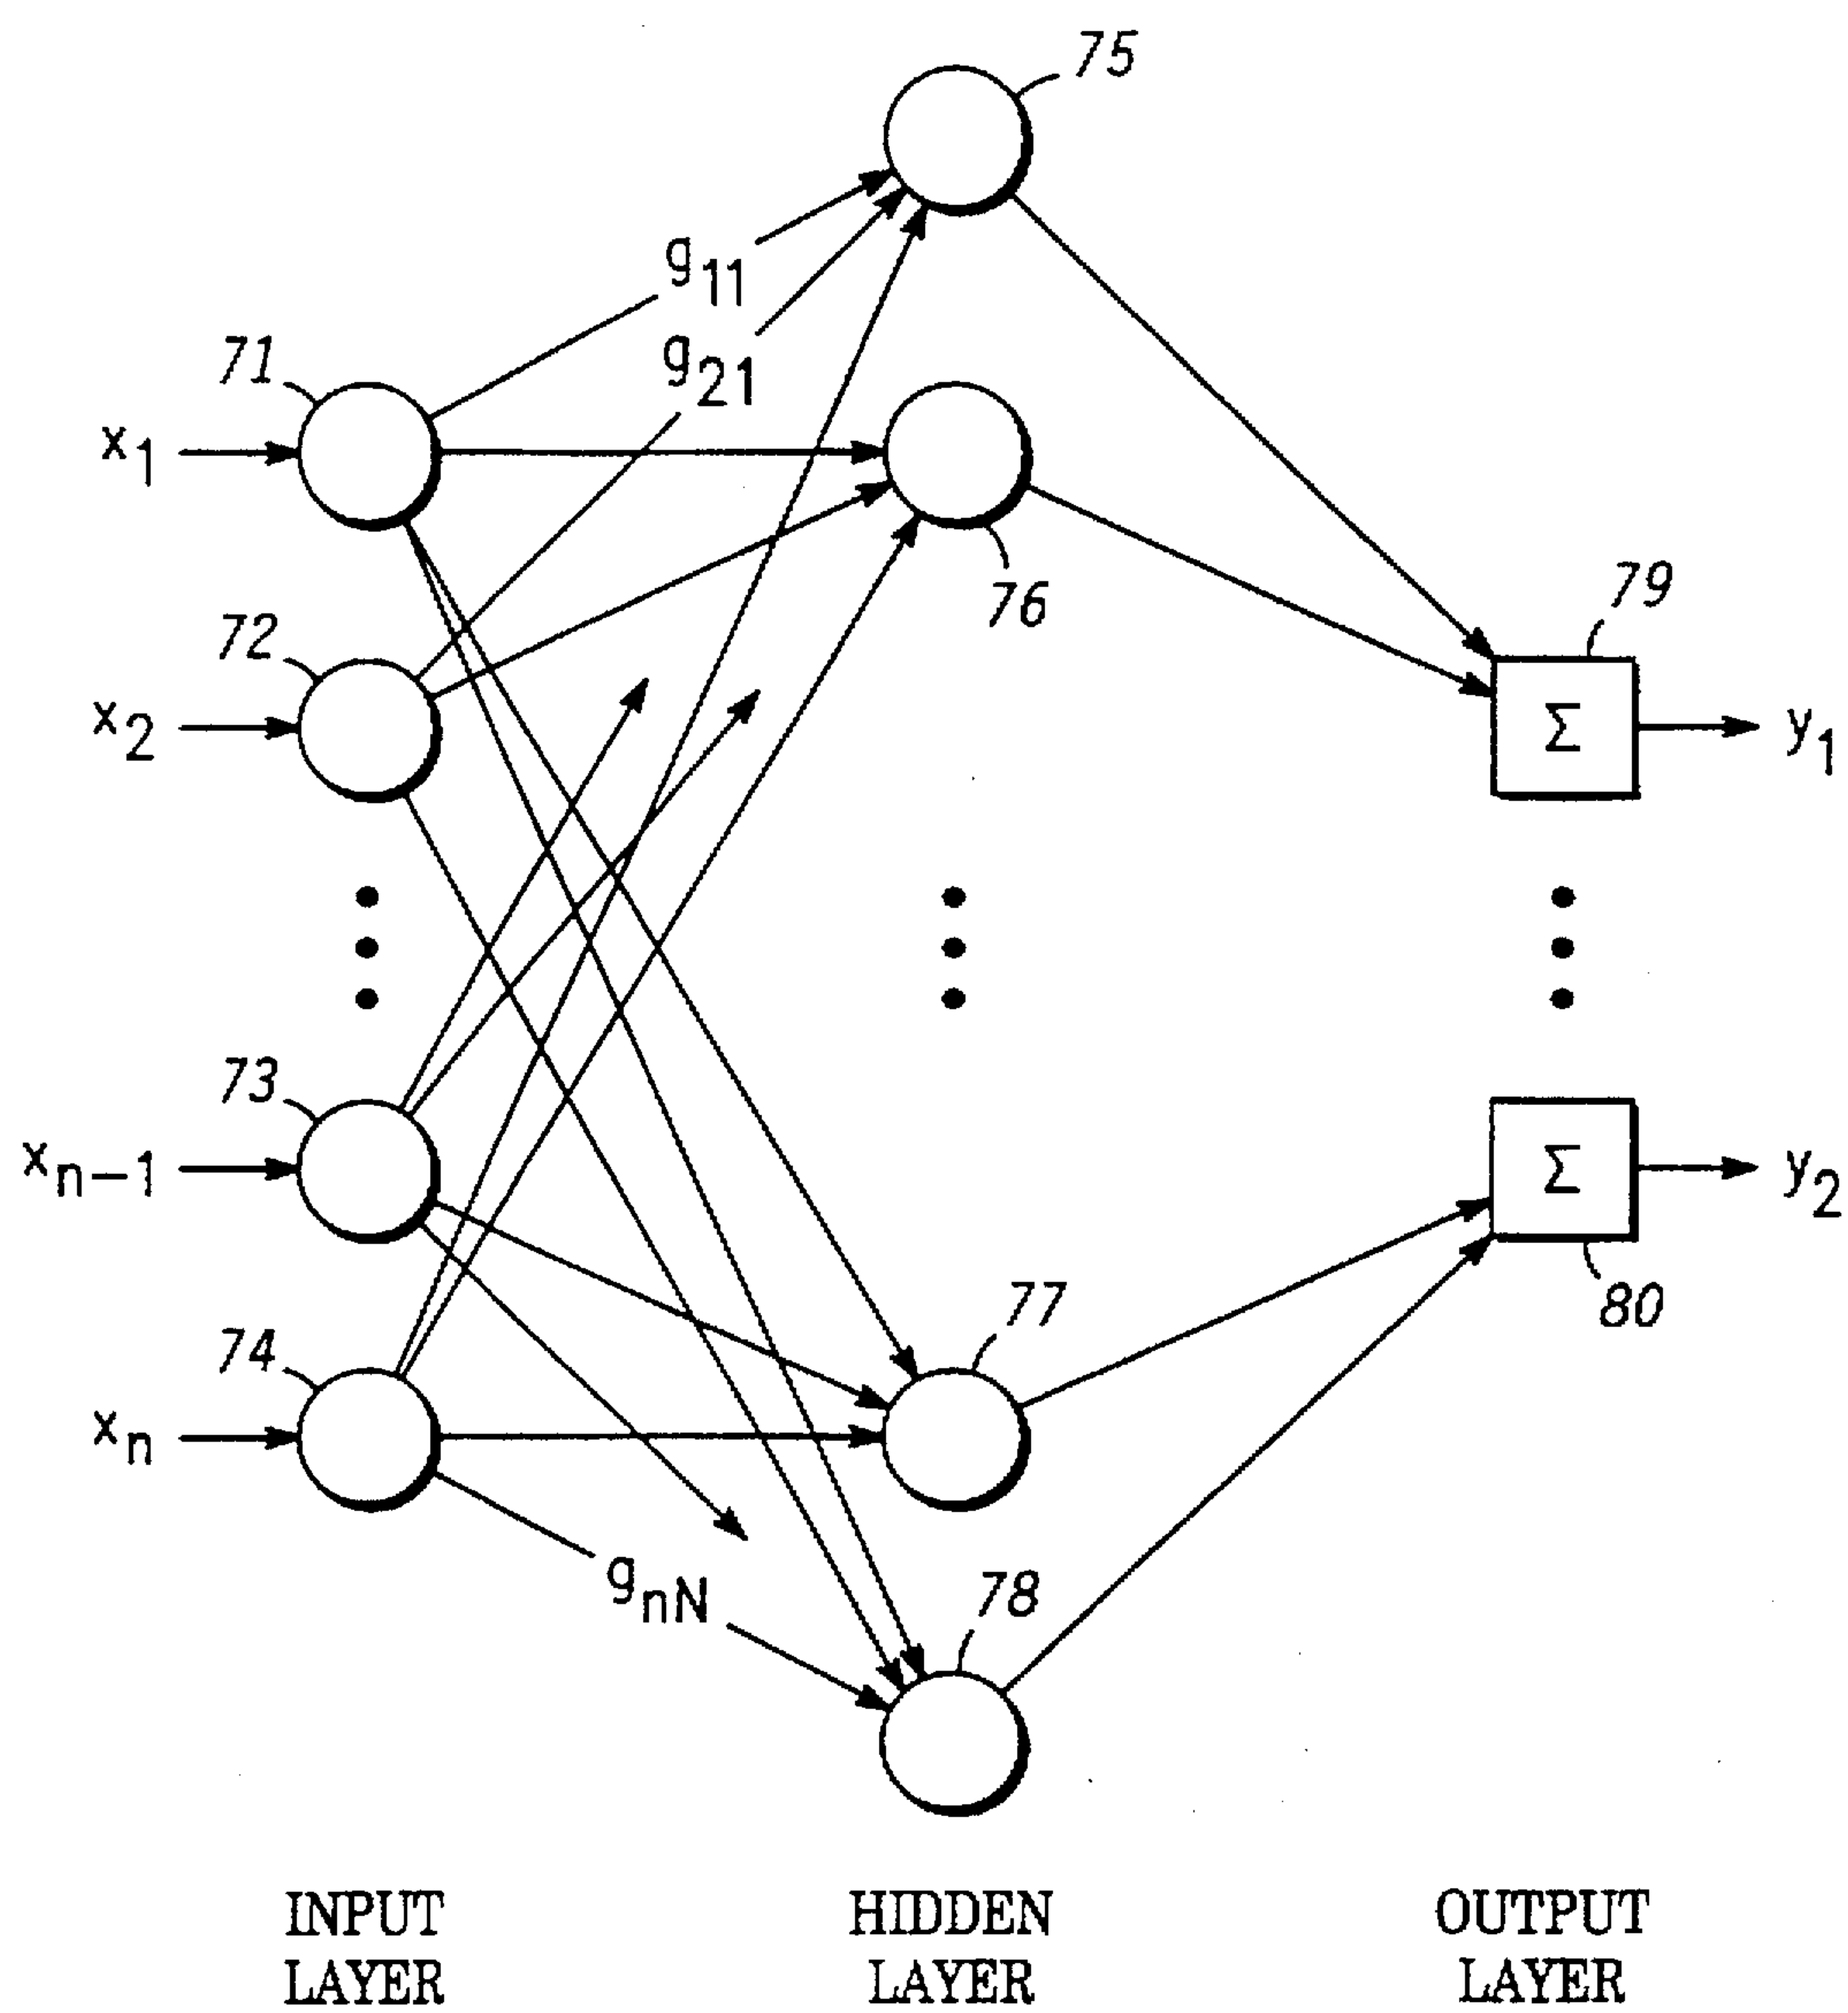 75
g11
g21
71
x1
76
79
72
x2
Σ
y1
73
xn−1
Σ
y2
77
80
74
xn
gnN
78
INPUT LAYER
HIDDEN LAYER
OUTPUT LAYER